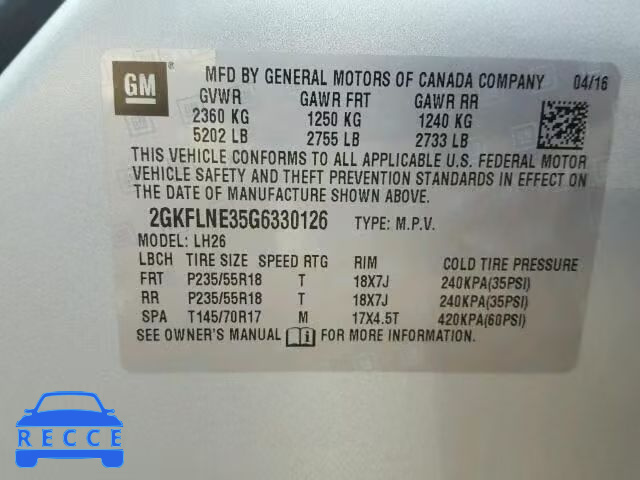 GM ® MFD BY GENERAL MOTORS OF CANADA COMPANY 04/16
GVWR GAWR FRT GAWR RR
2360 KG 1250 KG 1240 KG
5202 LB 2755 LB 2733 LB
THIS VEHICLE CONFORMS TO ALL APPLICABLE U.S. FEDERAL MOTOR
VEHICLE SAFETY AND THEFT PREVENTION STANDARDS IN EFFECT ON
THE DATE OF MANUFACTURE SHOWN ABOVE.
2GKFLNE35G6330126 TYPE: M.P.V.
MODEL: LH26
LBCH TIRE SIZE SPEED RTG RIM COLD TIRE PRESSURE
FRT P235/55R18 T 18X7J 240KPA(35PSI)
RR P235/55R18 T 18X7J 240KPA(35PSI)
SPA T145/70R17 M 17X4.5T 420KPA(60PSI)
SEE OWNER'S MANUAL FOR MORE INFORMATION.
RECCE